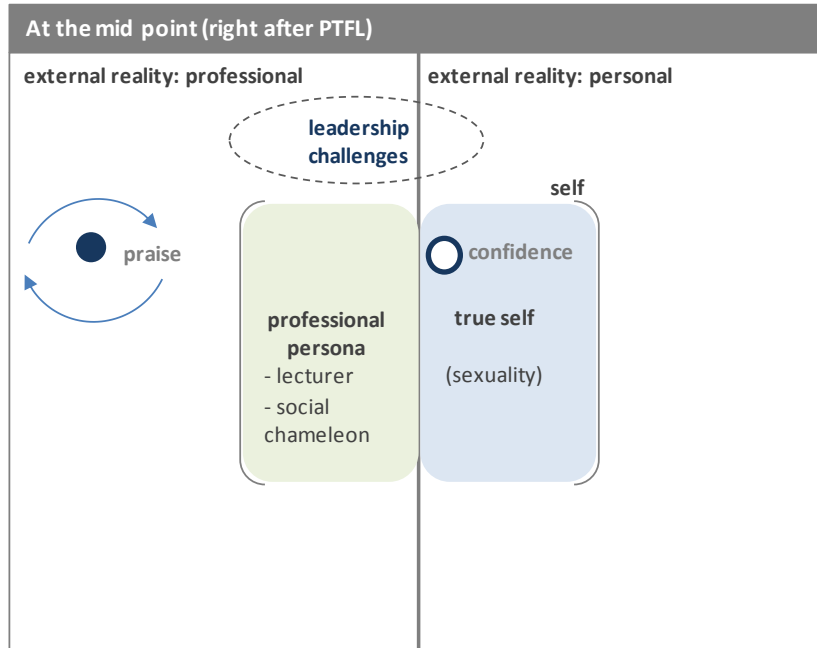 At the mid point (right after PTFL)
external reality: professional
external reality: personal
leadership
challenges
self
praise
confidence
professional
persona
- lecturer
- social
chameleon
true self
(sexuality)